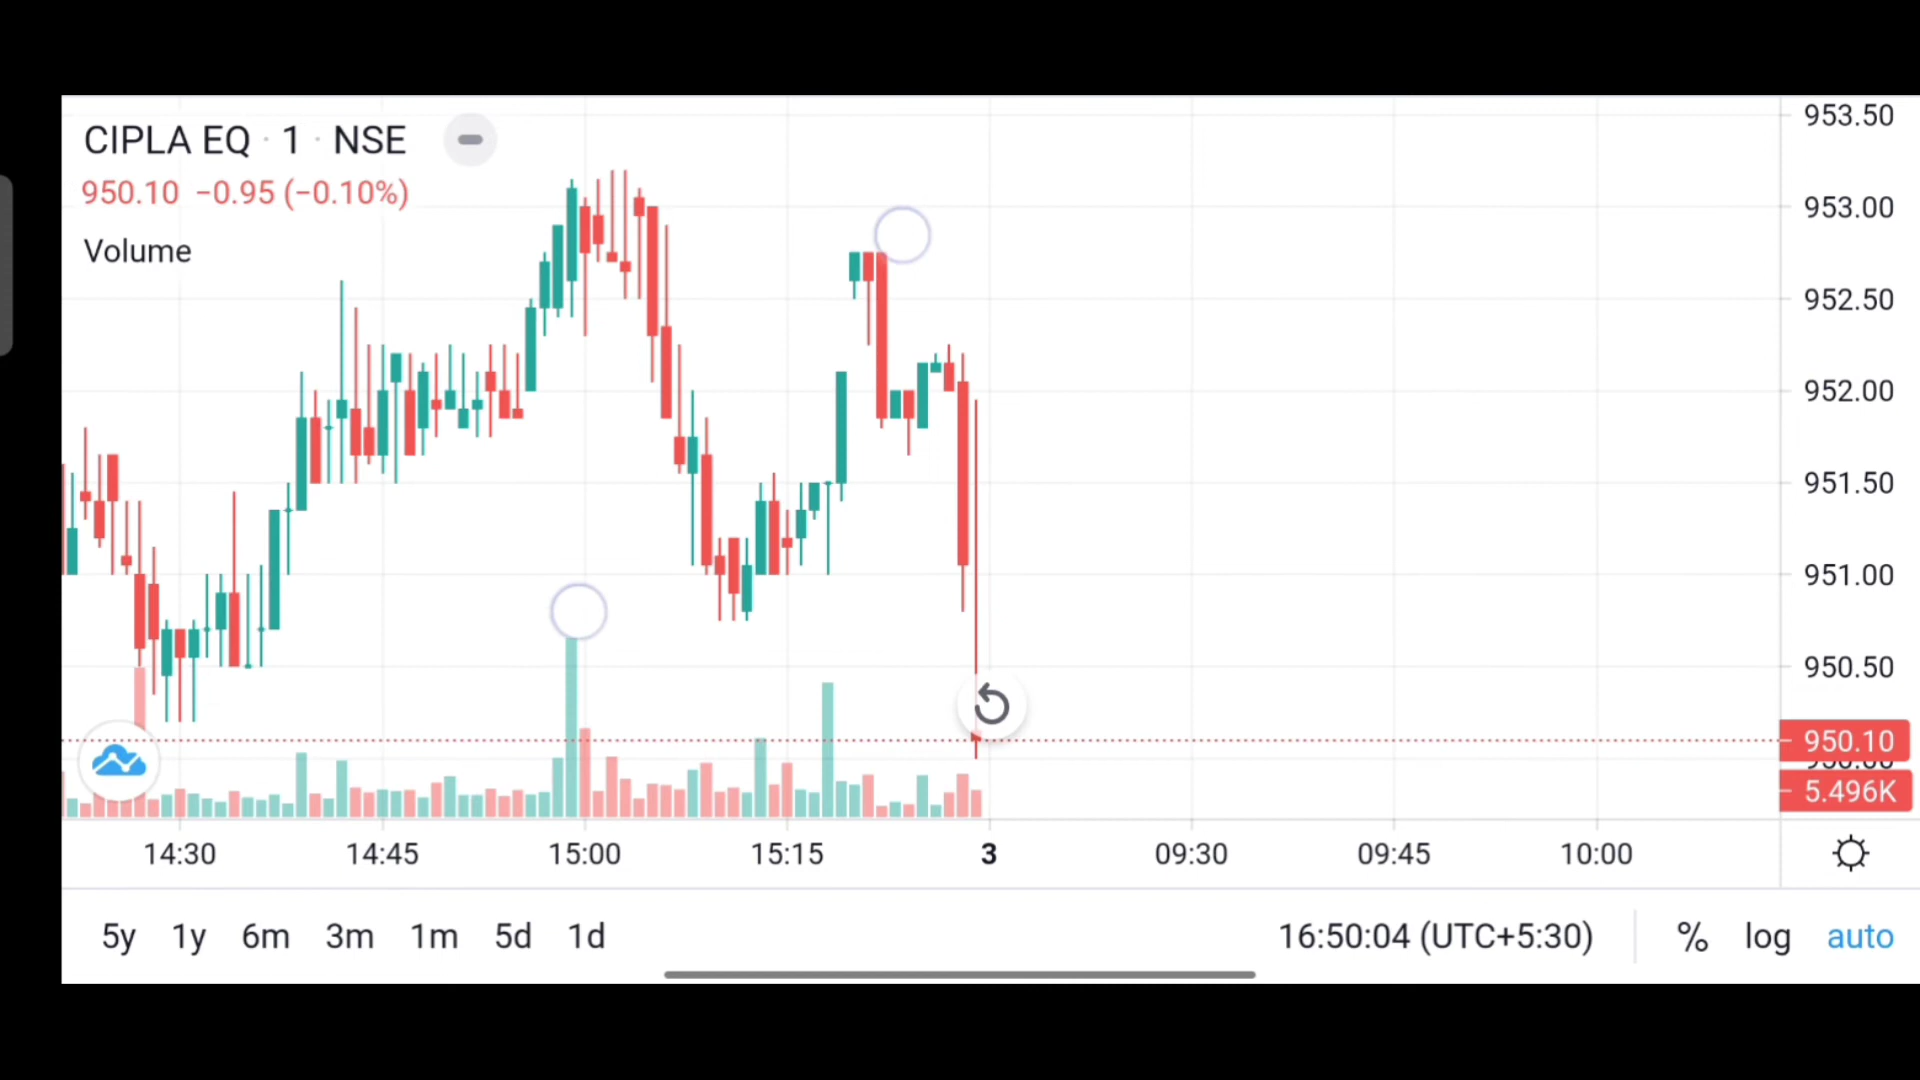 CIPLA EQ · 1 · NSE
950.10 −0.95 (−0.10%)
Volume
953.50
953.00
952.50
952.00
951.50
951.00
950.50
950.10
5.496K
14:30 14:45 15:00 15:15 3 09:30 09:45 10:00
5y 1y 6m 3m 1m 5d 1d 16:50:04 (UTC+5:30) % log auto